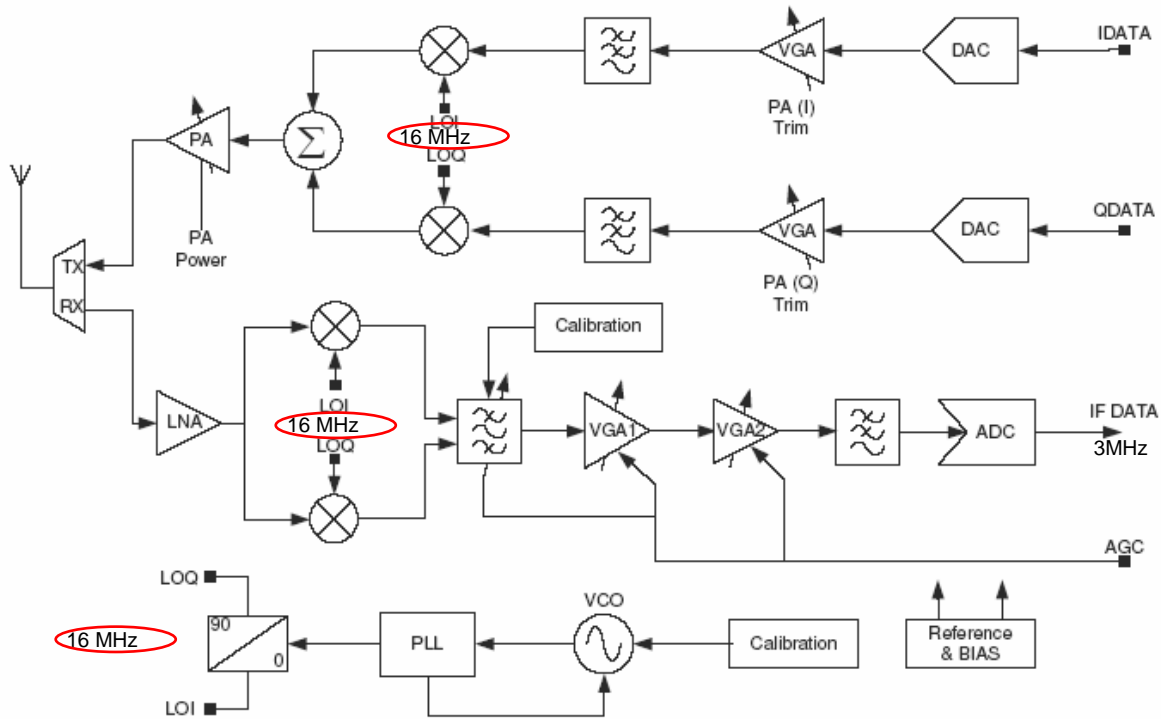 IDATA
DAC
VGA
PA (I)
Trim
LOI
16 MHz
LOQ
PA
Σ
PA
Power
QDATA
DAC
VGA
PA (Q)
Trim
TX
RX
Calibration
LNA
LOI
16 MHz
LOQ
VGA1
VGA2
ADC
IF DATA
3MHz
AGC
LOQ
16 MHz
90
0
LOI
PLL
VCO
Calibration
Reference
& BIAS